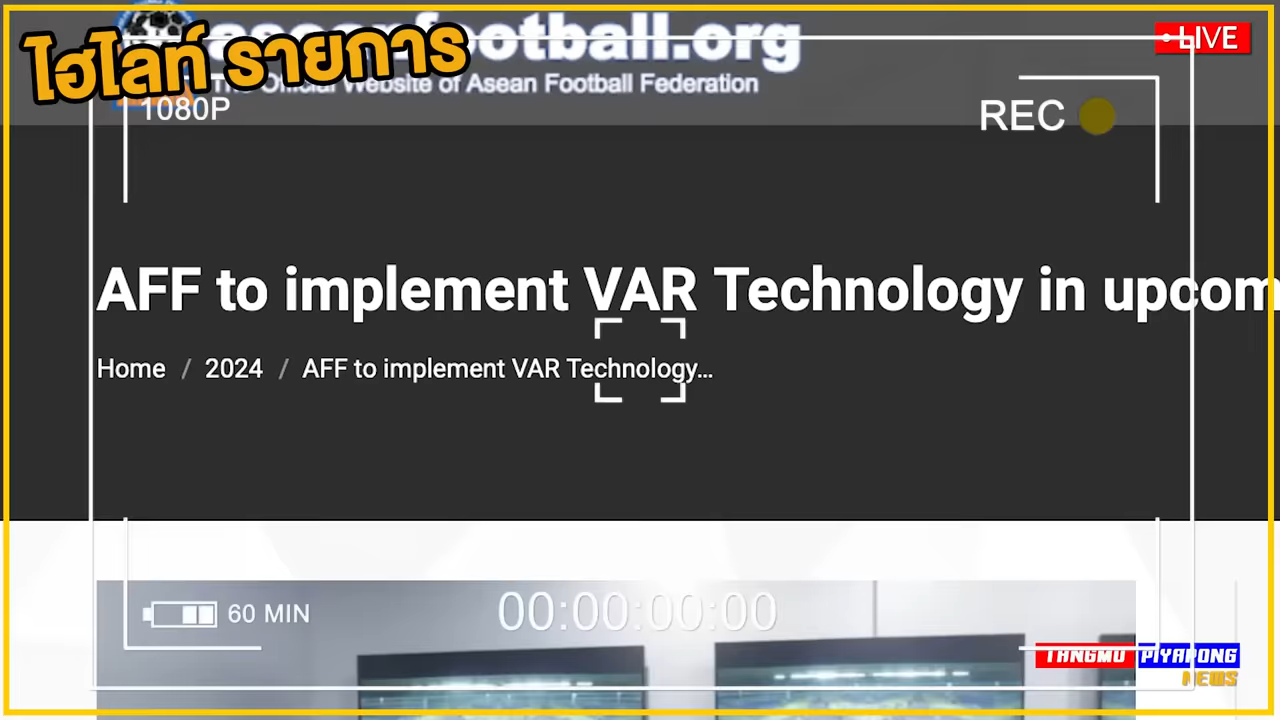 ไฮไลท์ รายการ
aseanfootball.org
The Official Website of Asean Football Federation
LIVE
1080P
REC
AFF to implement VAR Technology in upcom
Home / 2024 / AFF to implement VAR Technology...
60 MIN
00:00:00:00
TANGMO PIYAPONG
NEWS